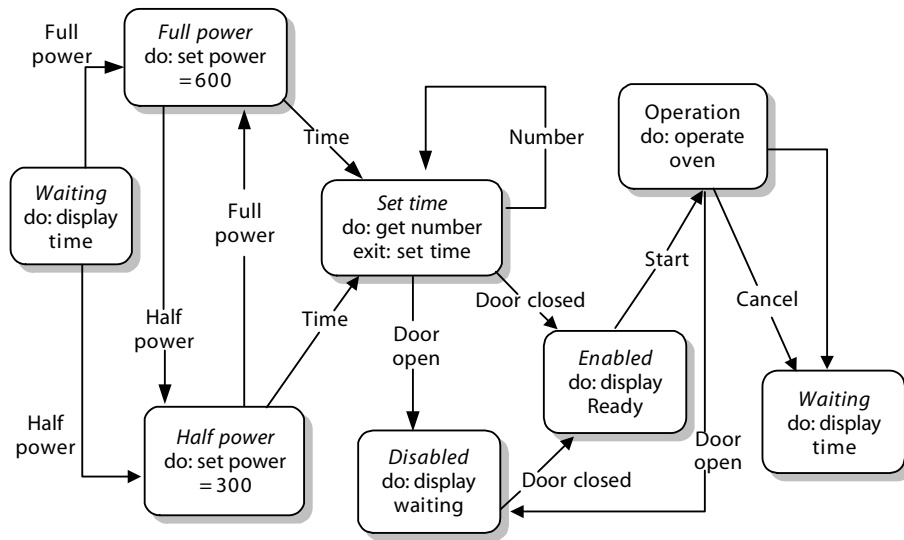 Full
power
Full power
do: set power
=600
Time
Number
Operation
do: operate
oven
Waiting
do: display
time
Full
power
Set time
do: get number
exit: set time
Start
Half
power
Time
Door
open
Door closed
Cancel
Enabled
do: display
Ready
Waiting
do: display
time
Half
power
Half power
do: set power
=300
Disabled
do: display
waiting
Door closed
Door
open